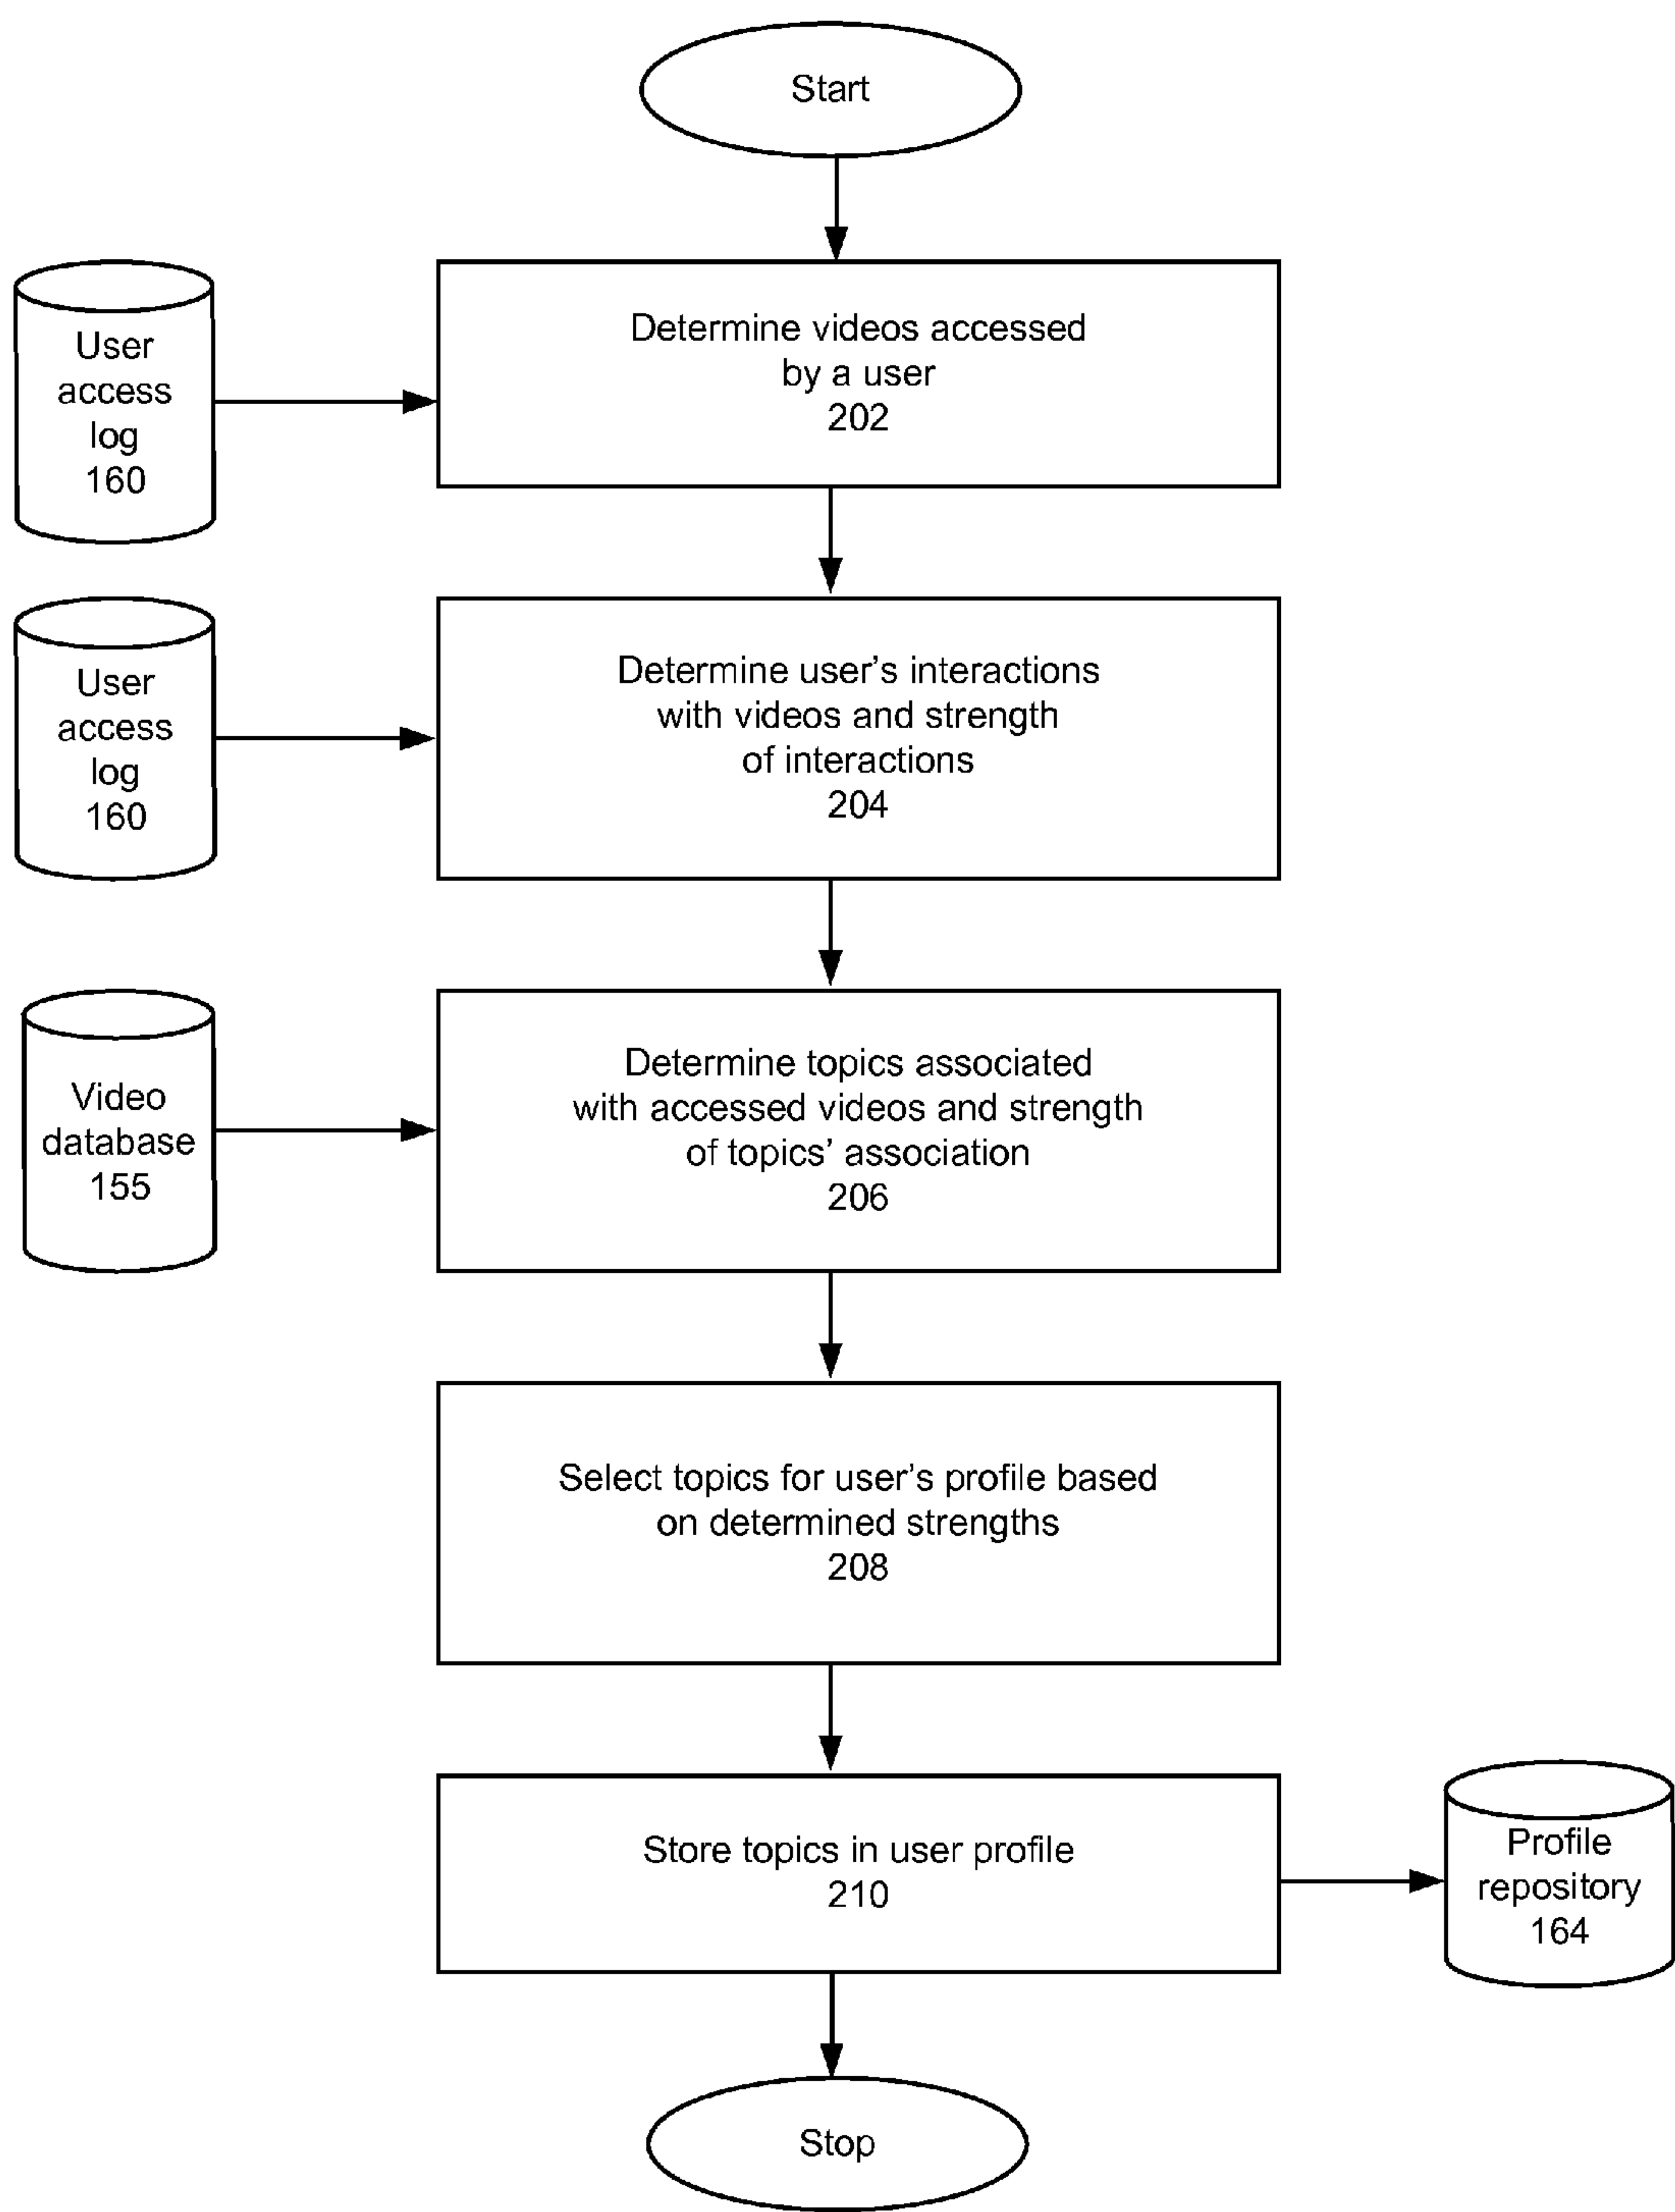 Start
User
access
log
160
Determine videos accessed
by a user
202
User
access
log
160
Determine user's interactions
with videos and strength
of interactions
204
Video
database
155
Determine topics associated
with accessed videos and strength
of topics' association
206
Select topics for user's profile based
on determined strengths
208
Store topics in user profile
210
Profile
repository
164
Stop